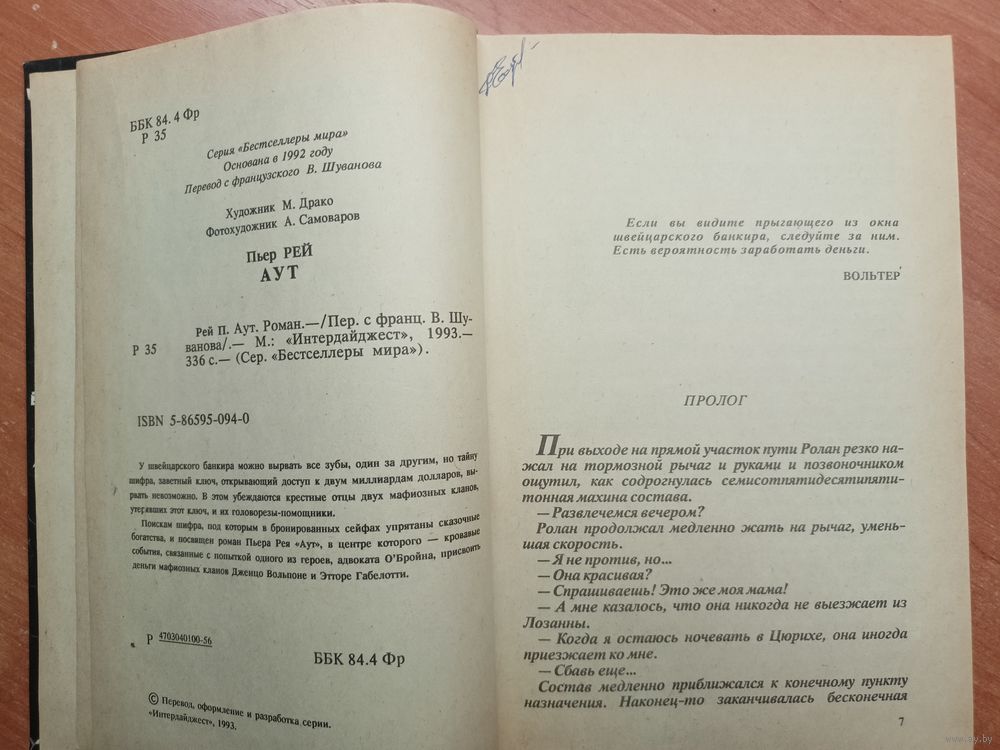 ББК 84. 4 Фр
Р 35
Серия «Бестселлеры мира»
Основана в 1992 году
Перевод с французского В. Шуванова
Художник М. Драко
Фотохудожник А. Самоваров
Пьер РЕЙ
АУТ
Рей П. Аут. Роман.—/Пер. с франц. В. Шу-
Р 35
ванова/.— М.: «Интердайджест», 1993.—
336 с.— (Сер. «Бестселлеры мира»).
ISBN 5-86595-094-0
У швейцарского банкира можно вырвать все зубы, один за другим, но тайну
шифра, заветный ключ, открывающий доступ к двум миллиардам долларов, вы-
рвать невозможно. В этом убеждаются крестные отцы двух мафиозных кланов,
утерявших этот ключ, и их головорезы-помощники.
Поискам шифра, под которым в бронированных сейфах упрятаны сказочные
богатства, и посвящен роман Пьера Рея «Аут», в центре которого — кровавые
события, связанные с попыткой одного из героев, адвоката О'Бройна, присвоить
деньги мафиозных кланов Дженцо Вольпоне и Этторе Габелотти.
Р 4703040100-56
ББК 84.4 Фр
© Перевод, оформление и разработка серии.
«Интердайджест», 1993.
Если вы видите прыгающего из окна
швейцарского банкира, следуйте за ним.
Есть вероятность заработать деньги.
ВОЛЬТЕР
ПРОЛОГ
При выходе на прямой участок пути Ролан резко на-
жал на тормозной рычаг и руками и позвоночником
ощутил, как содрогнулась семисотпятидесятипяти-
тонная махина состава.
— Развлечемся вечером?
Ролан продолжал медленно жать на рычаг, умень-
шая скорость.
— Я не против, но...
— Она красивая?
— Спрашиваешь! Это же моя мама!
— А мне казалось, что она никогда не выезжает из
Лозанны.
— Когда я остаюсь ночевать в Цюрихе, она иногда
приезжает ко мне.
— Сбавь еще...
Состав медленно приближался к конечному пункту
назначения. Наконец-то заканчивалась бесконечная
7
www.ay.by